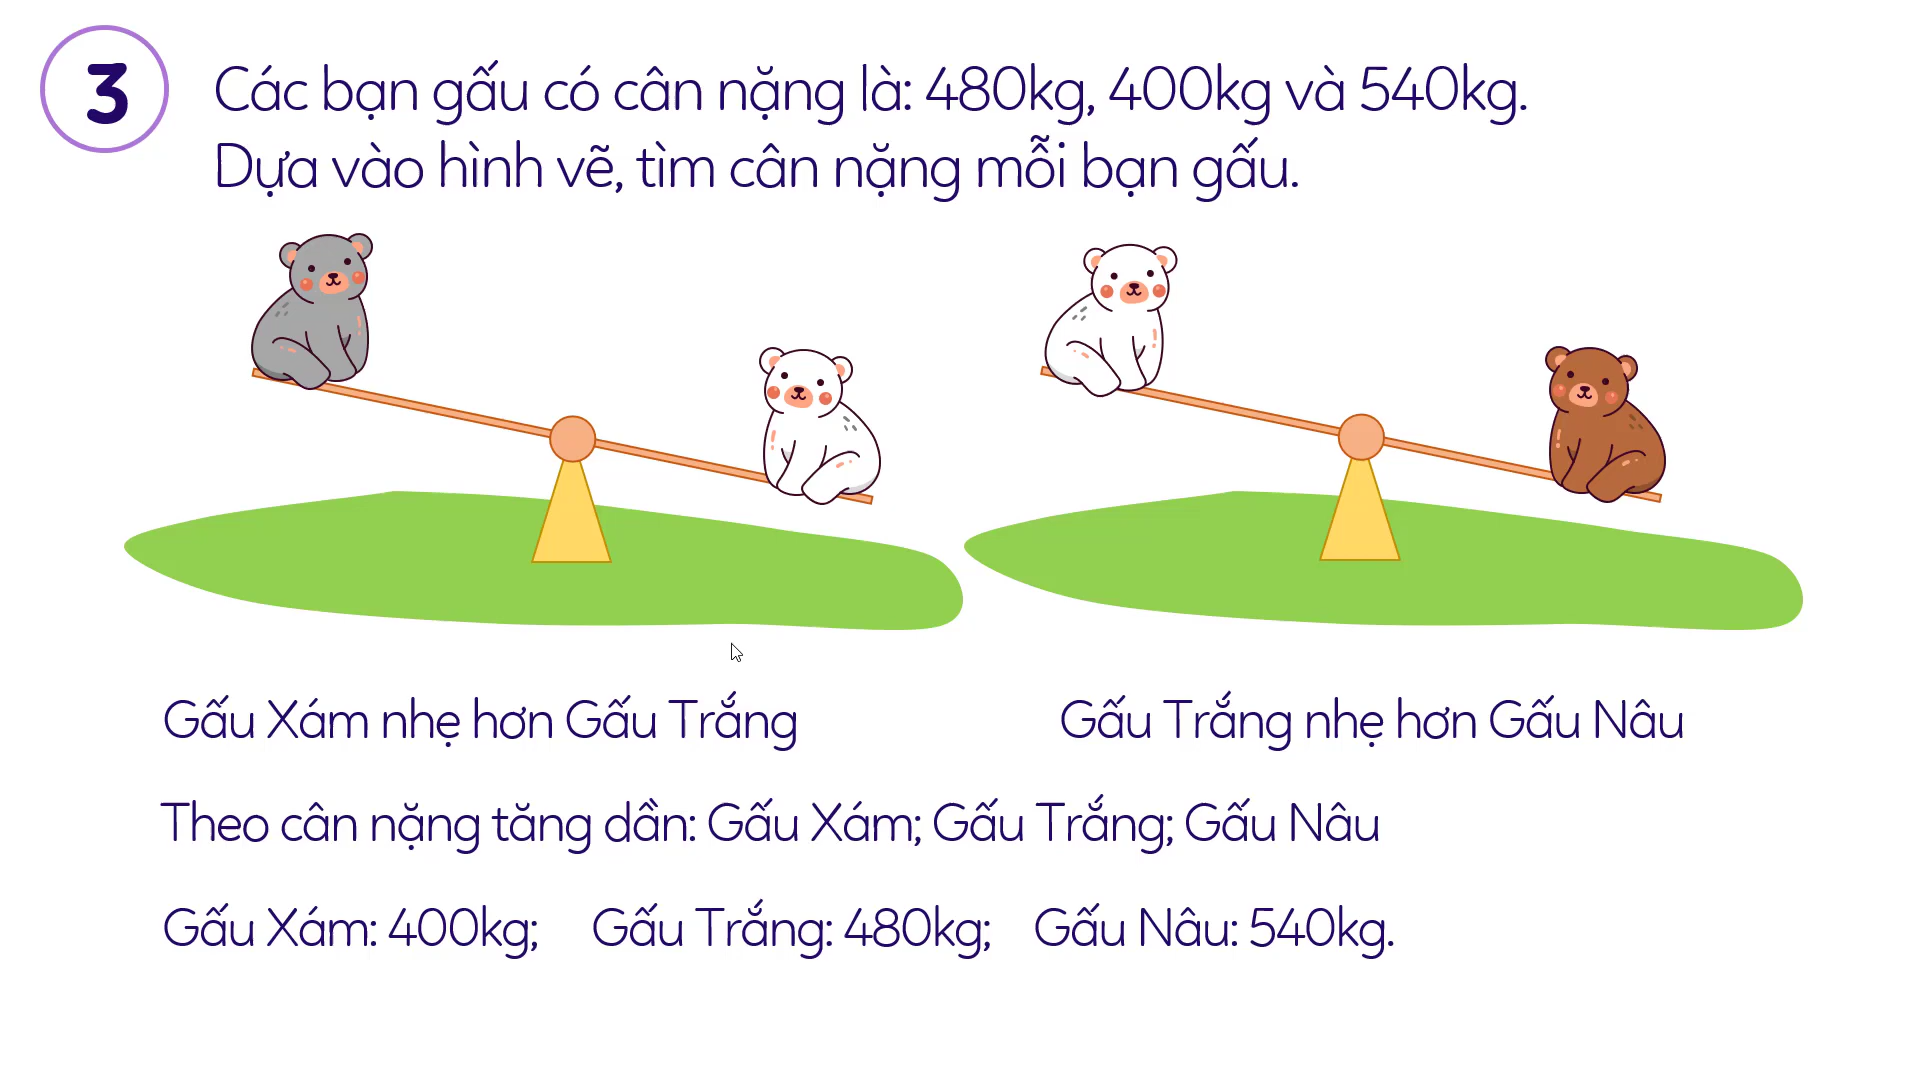 3
Các bạn gấu có cân nặng là: 480kg, 400kg và 540kg.
Dựa vào hình vẽ, tìm cân nặng mỗi bạn gấu.
Gấu Xám nhẹ hơn Gấu Trắng
Gấu Trắng nhẹ hơn Gấu Nâu
Theo cân nặng tăng dần: Gấu Xám; Gấu Trắng; Gấu Nâu
Gấu Xám: 400kg; Gấu Trắng: 480kg; Gấu Nâu: 540kg.